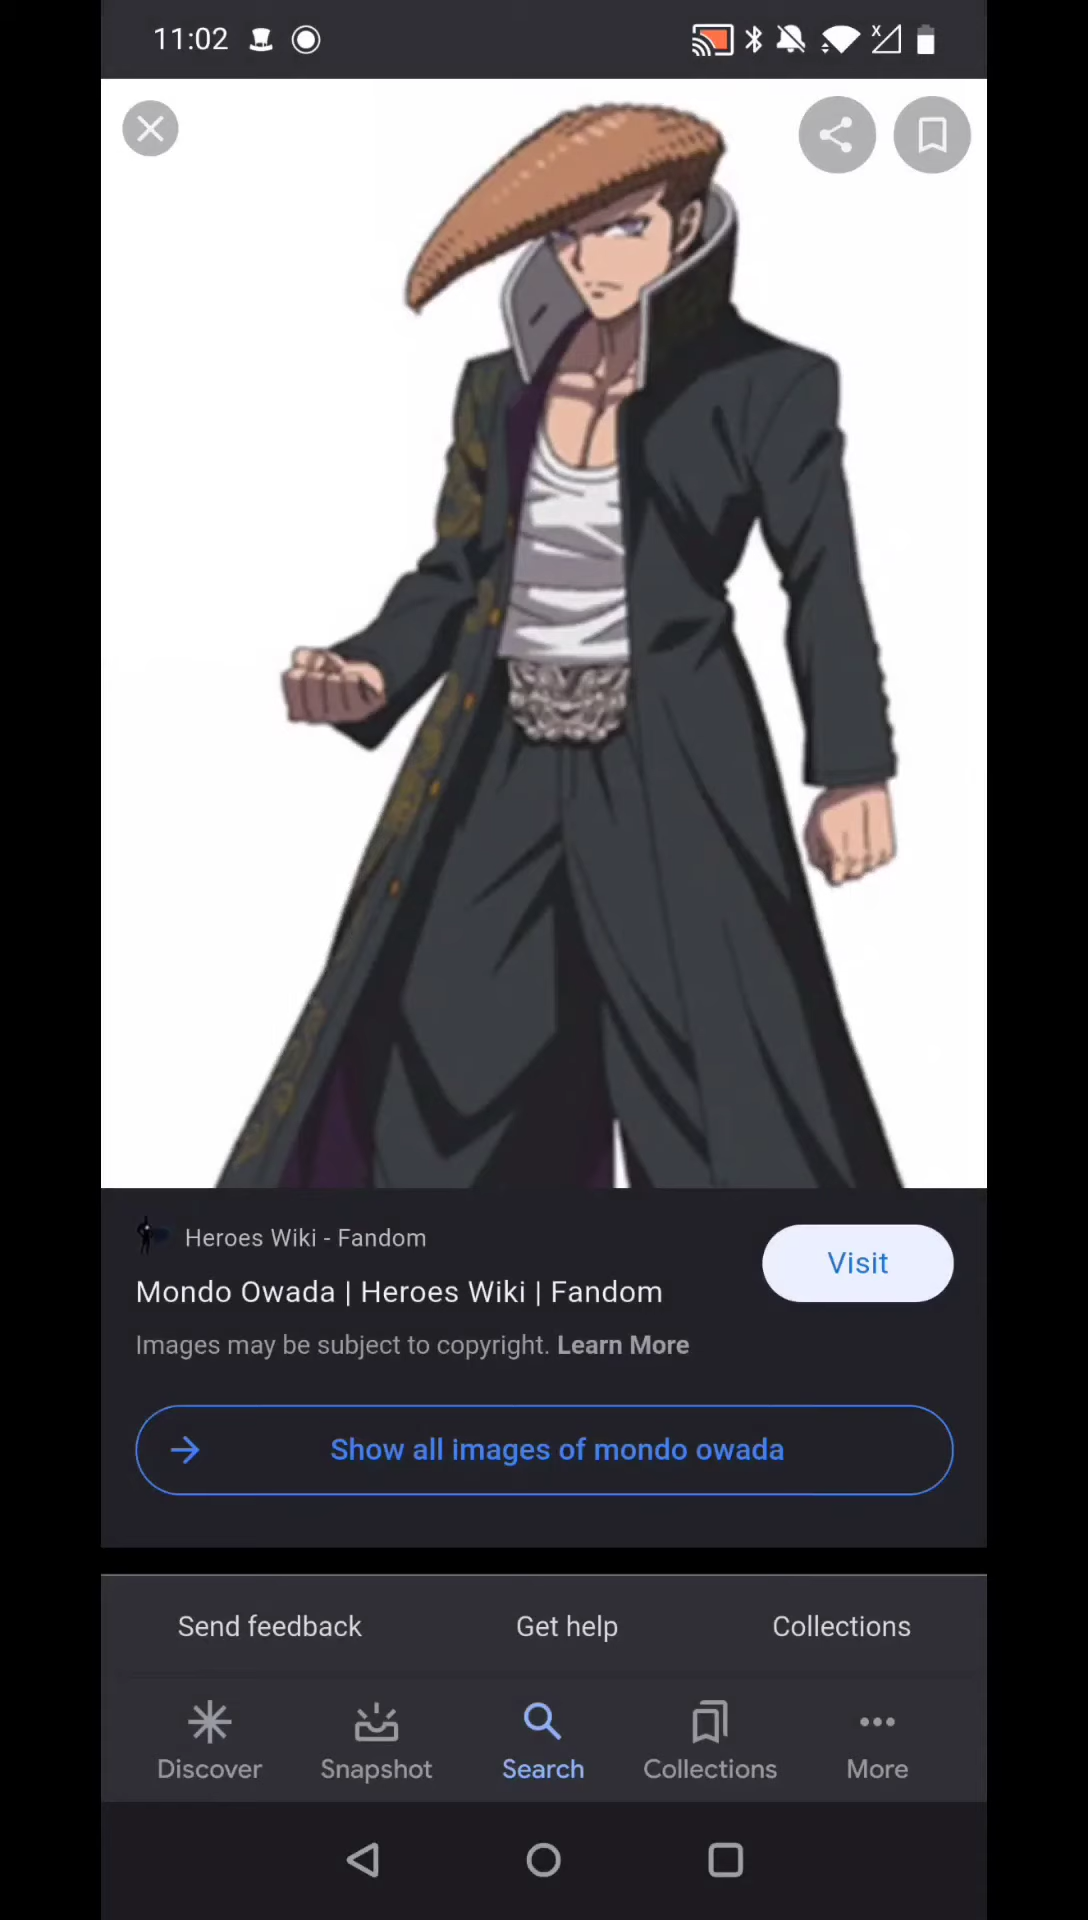 11:02
Heroes Wiki - Fandom
Visit
Mondo Owada | Heroes Wiki | Fandom
Images may be subject to copyright. Learn More
Show all images of mondo owada
Send feedback Get help Collections
Discover Snapshot Search Collections More